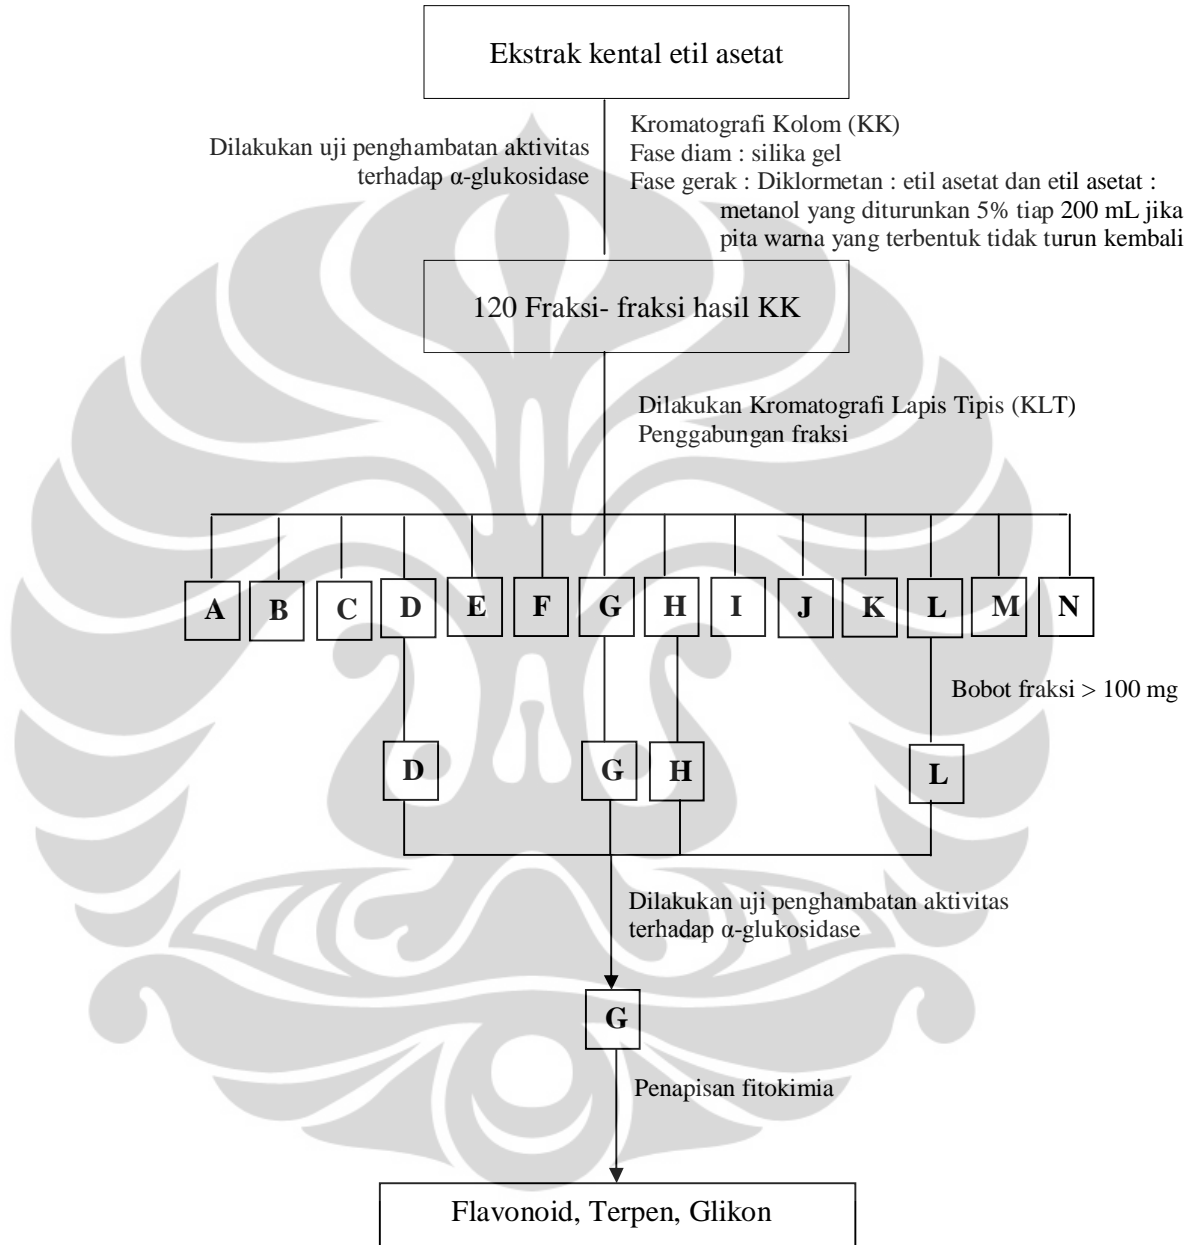 Ekstrak kental etil asetat
Dilakukan uji penghambatan aktivitas
terhadap α-glukosidase
Kromatografi Kolom (KK)
Fase diam : silika gel
Fase gerak : Diklormetan : etil asetat dan etil asetat :
metanol yang diturunkan 5% tiap 200 mL jika
pita warna yang terbentuk tidak turun kembali
120 Fraksi- fraksi hasil KK
Dilakukan Kromatografi Lapis Tipis (KLT)
Penggabungan fraksi
A B C D E F G H I J K L M N
Bobot fraksi > 100 mg
D G H L
Dilakukan uji penghambatan aktivitas
terhadap α-glukosidase
G
Penapisan fitokimia
Flavonoid, Terpen, Glikon